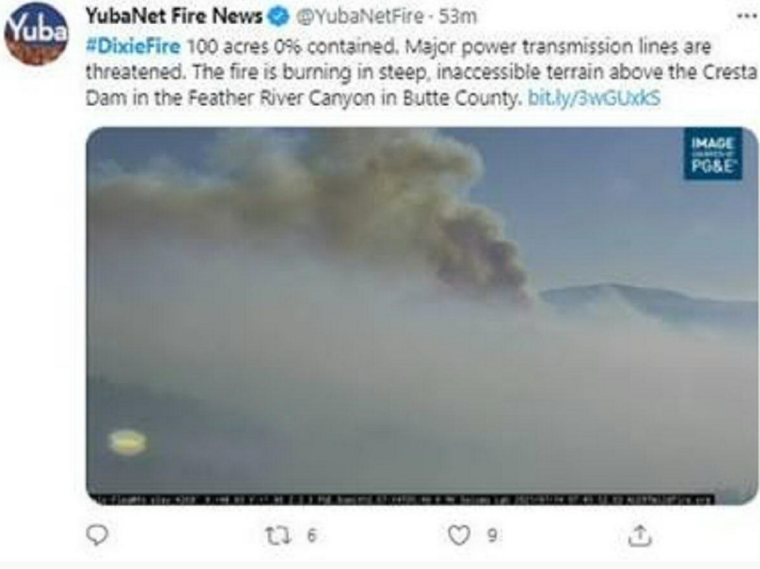 Yuba
YubaNet Fire News @YubaNetFire · 53m
#DixieFire 100 acres 0% contained. Major power transmission lines are
threatened. The fire is burning in steep, inaccessible terrain above the Cresta
Dam in the Feather River Canyon in Butte County. bit.ly/3wGUxkS
IMAGE
PG&E
6
9